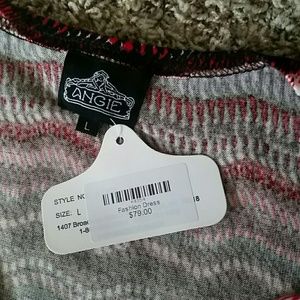 ANGIE
L
STYLE NO
SIZE: L
Fashion Dress
$79.00
1407 Broa
1-8